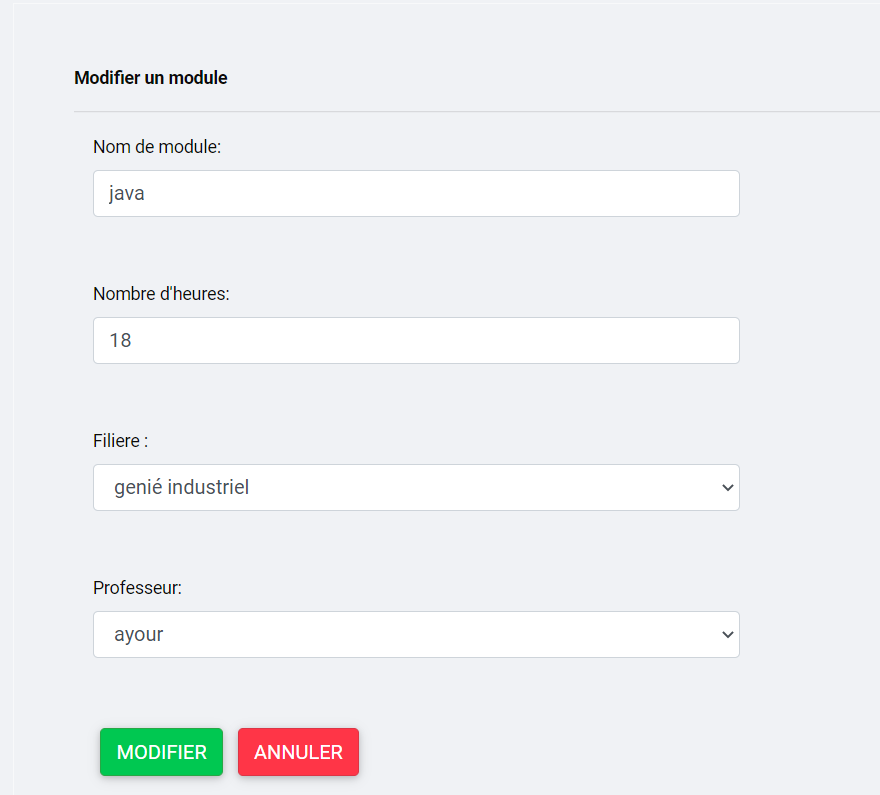 Modifier un module
Nom de module:
java
Nombre d'heures:
18
Filiere :
genié industriel
Professeur:
ayour
MODIFIER
ANNULER